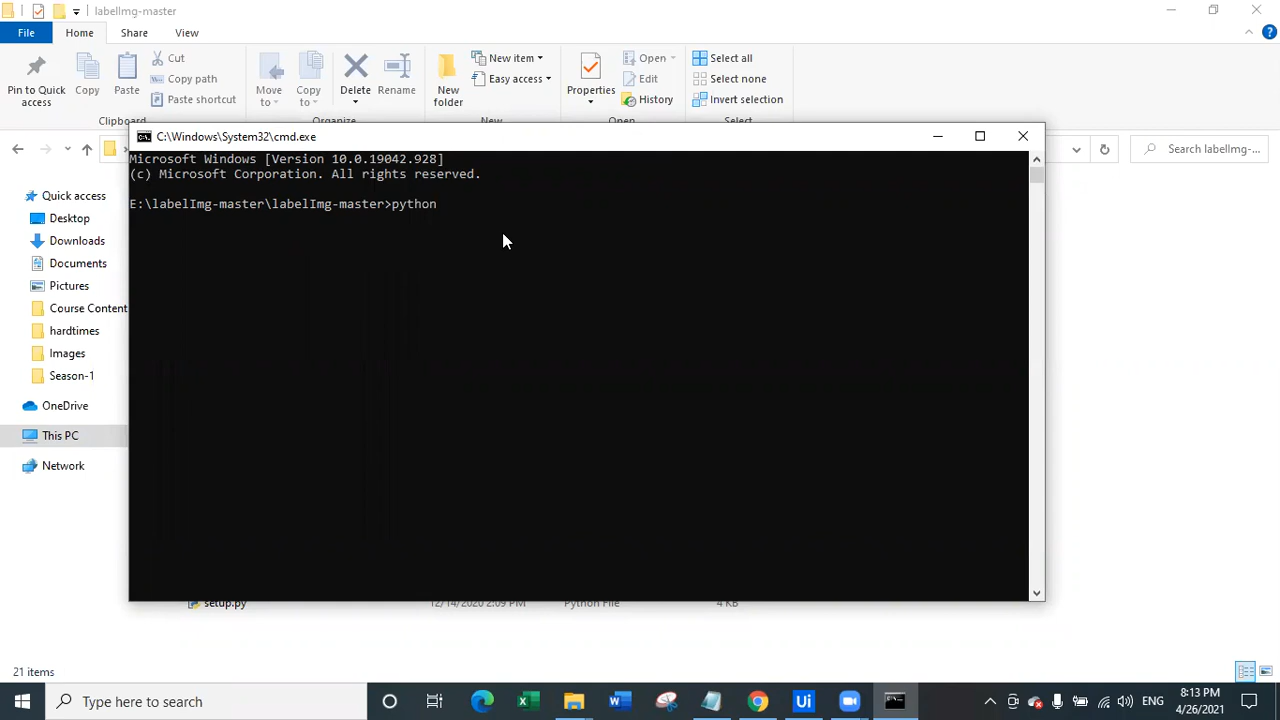 labelImg-master
File Home Share View
Pin to Quick access
Copy
Paste
Cut
Copy path
Paste shortcut
Move to
Copy to
Delete
Rename
New folder
New item
Easy access
Properties
Open
Edit
History
Select all
Select none
Invert selection
Clipboard Organize New Open Select
Search labelImg-...
C:\Windows\System32\cmd.exe
Microsoft Windows [Version 10.0.19042.928]
(c) Microsoft Corporation. All rights reserved.
E:\labelImg-master\labelImg-master>python
Quick access
Desktop
Downloads
Documents
Pictures
Course Content
hardtimes
Images
Season-1
OneDrive
This PC
Network
setup.py 12/14/2020 2:09 PM Python File 4 KB
21 items
Type here to search
ENG
8:13 PM
4/26/2021